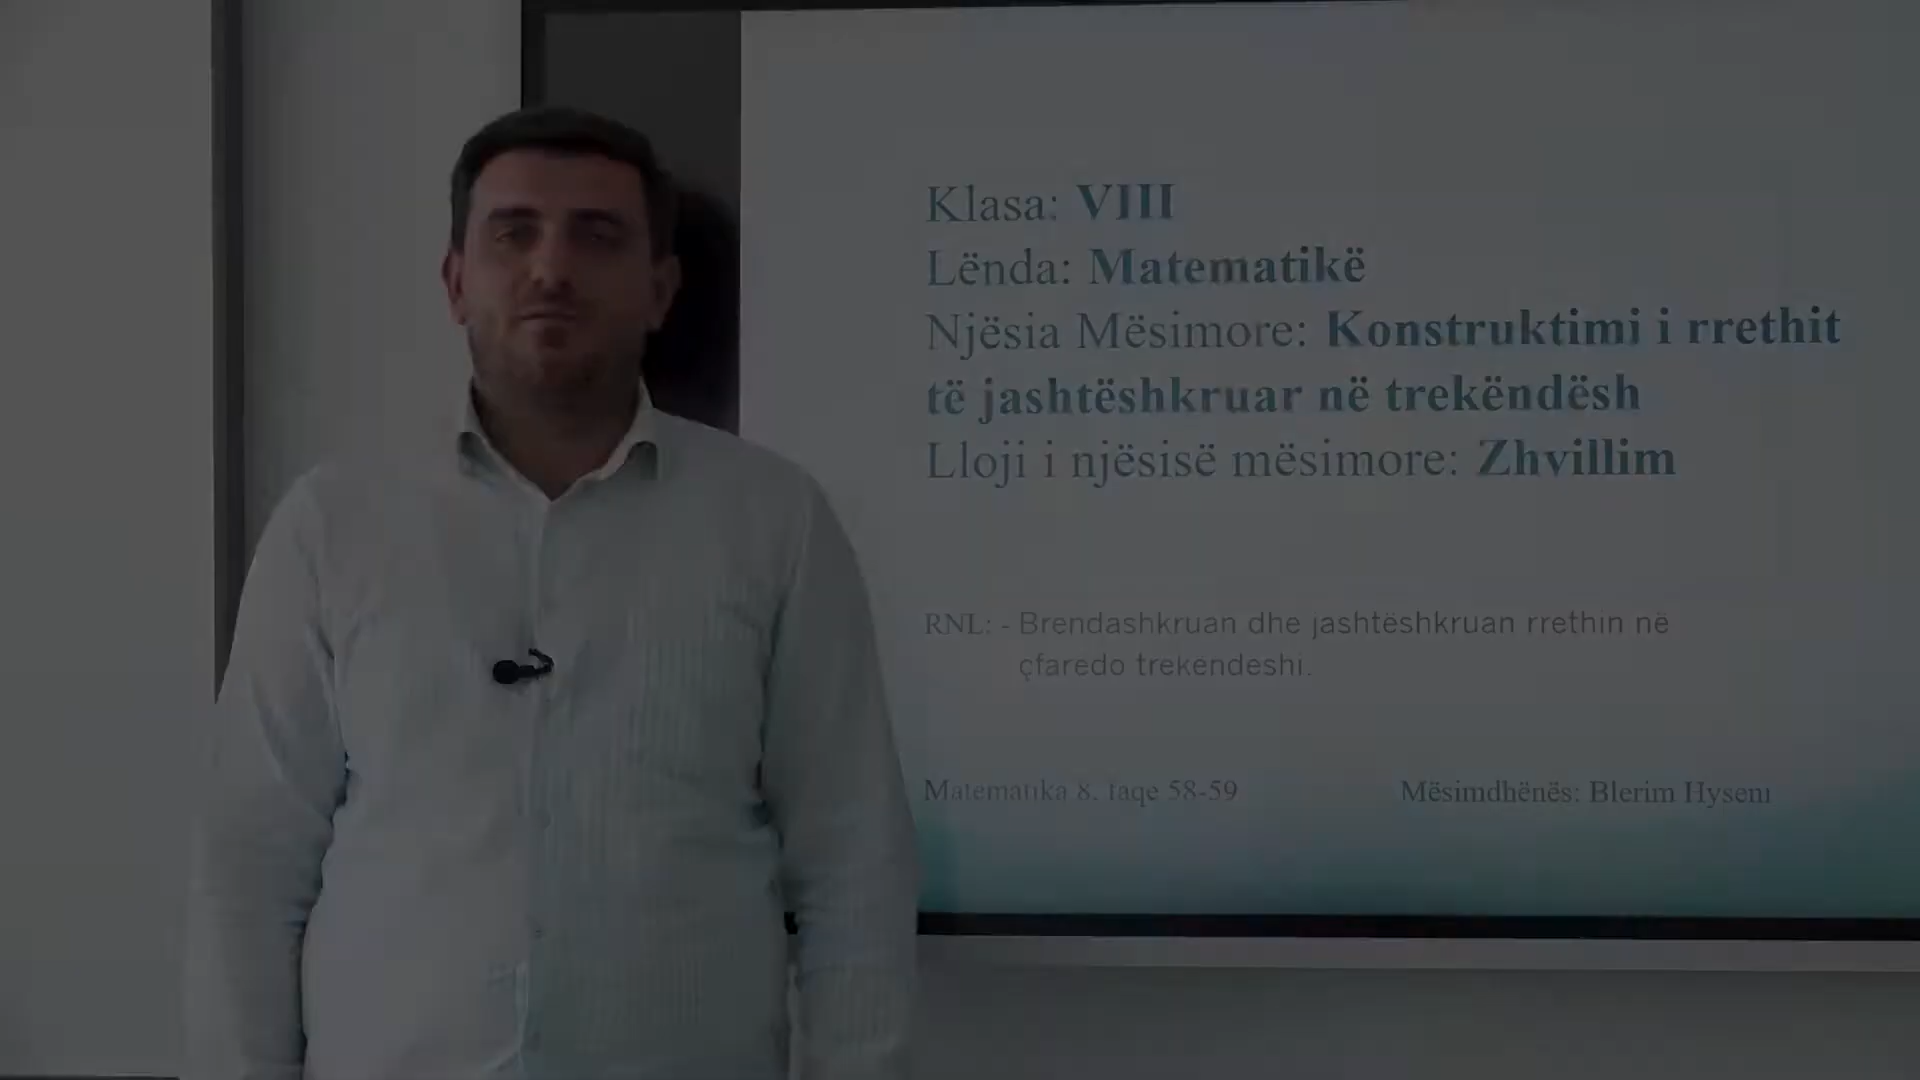 Klasa: VIII
Lënda: Matematikë
Njësia Mësimore: Konstruktimi i rrethit
të jashtëshkruar në trekëndësh
Lloji i njësisë mësimore: Zhvillim
RNL: - Brendashkruan dhe jashtëshkruan rrethin në
çfaredo trekendeshi.
Matematika 8, faqe 58-59
Mësimdhënës: Blerim Hyseni